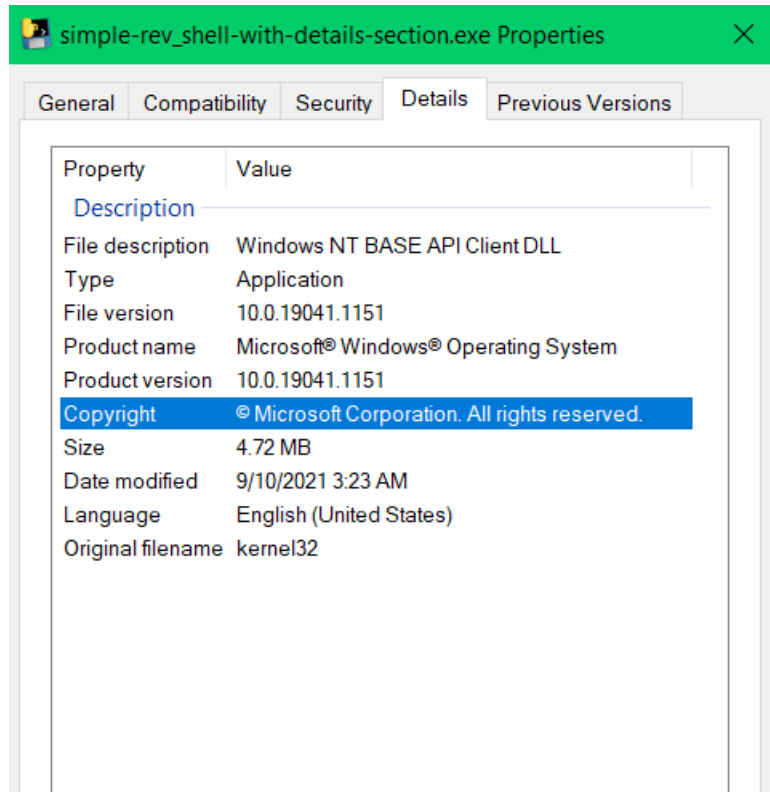 simple-rev_shell-with-details-section.exe Properties
General Compatibility Security Details Previous Versions
Property Value
Description
File description Windows NT BASE API Client DLL
Type Application
File version 10.0.19041.1151
Product name Microsoft® Windows® Operating System
Product version 10.0.19041.1151
Copyright © Microsoft Corporation. All rights reserved.
Size 4.72 MB
Date modified 9/10/2021 3:23 AM
Language English (United States)
Original filename kernel32